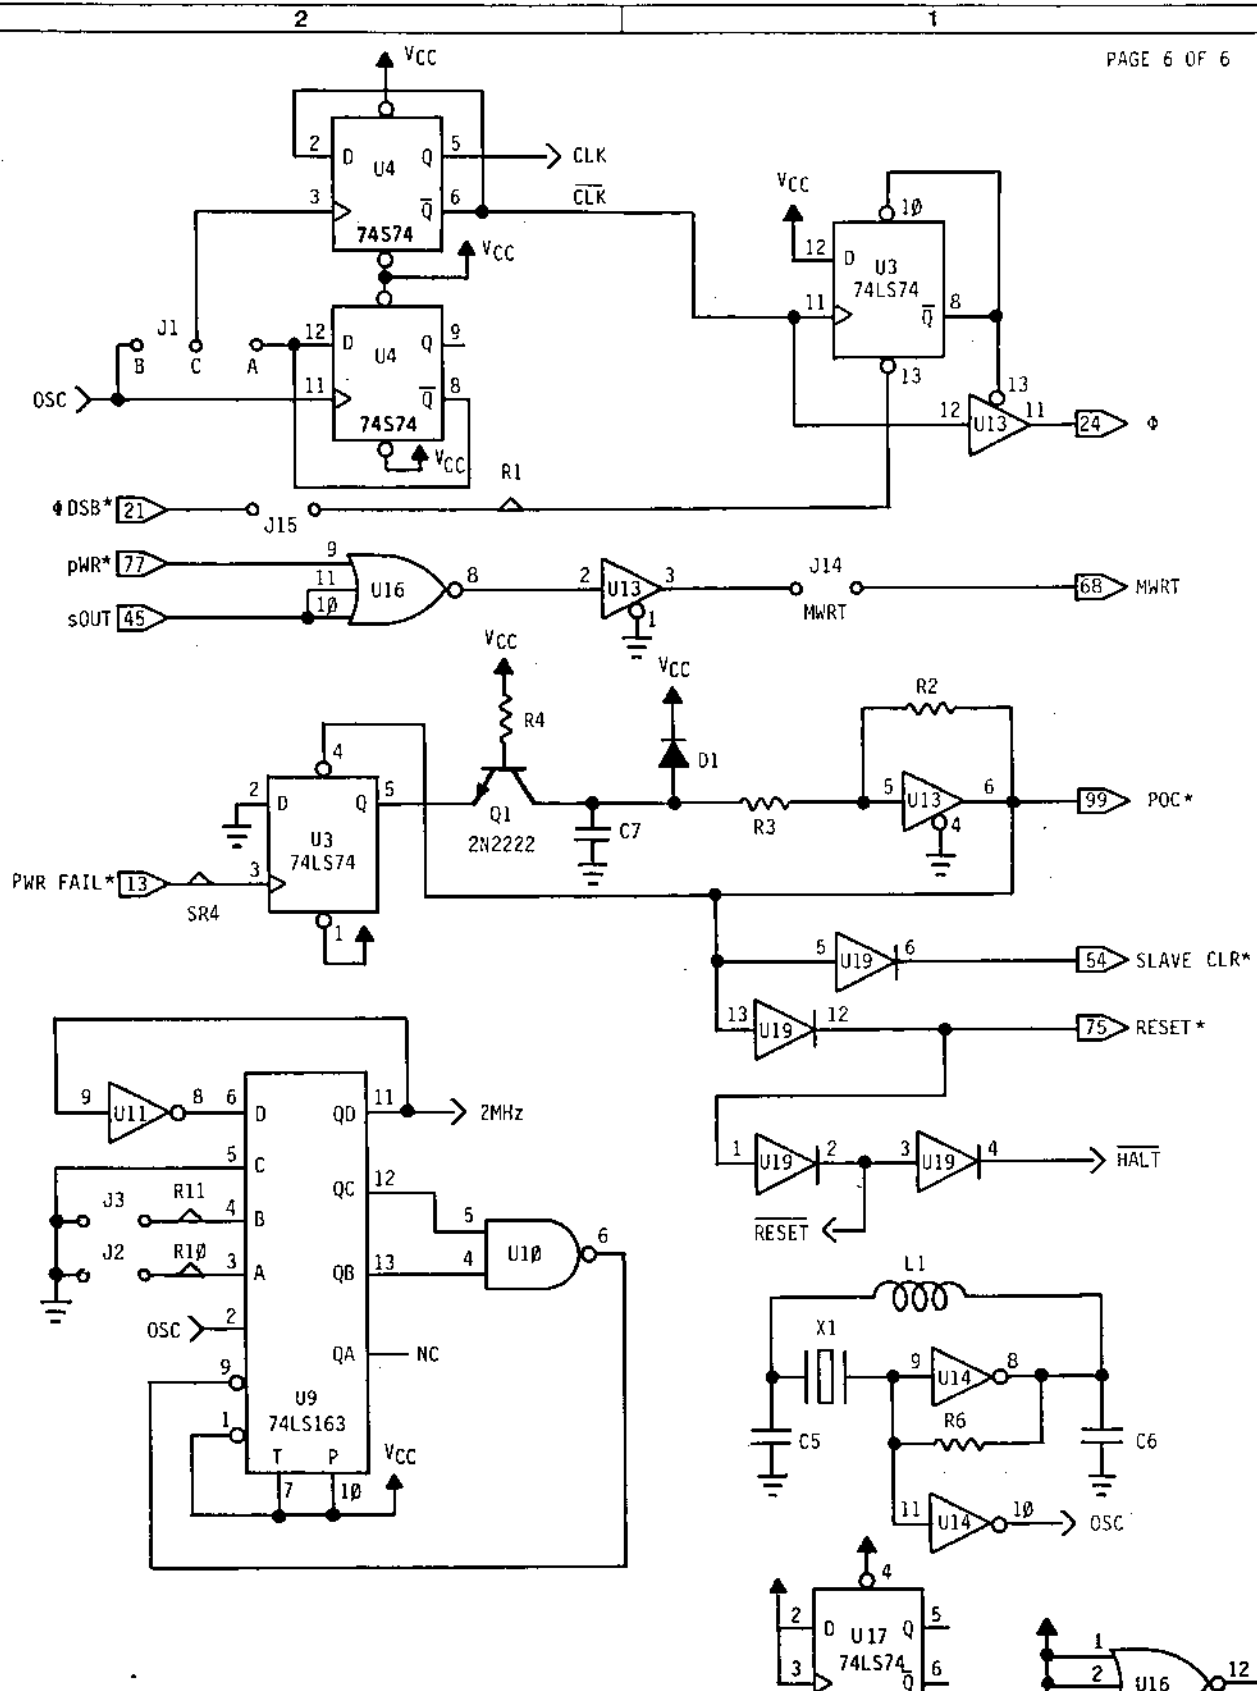 2 1
PAGE 6 OF 6
VCC
2 D U4 Q 5 CLK
3 Q̅ 6 C̅L̅K̅
74S74
VCC
VCC
10
12 D U3
74LS74
11 Q̅ 8
13
J1
B C A
12 D Q 9
U4
OSC
11 Q̅ 8
74S74
VCC
13
12 U13 11 24 Φ
R1
ΦDSB* 21 J15
pWR* 77 9
11 U16 8 2 U13 3 J14 68 MWRT
sOUT 45 10 1 MWRT
VCC
R4
VCC
D1
R2
4
2 D Q 5
U3
74LS74
Q1
2N2222
C7
R3
5 U13 6 99 POC*
4
PWR FAIL* 13 3
SR4
1
5 U19 6 54 SLAVE CLR*
13 U19 12 75 RESET*
9 U11 8 6 D QD 11 2MHz
5 C
1 U19 2 3 U19 4 H̅A̅L̅T̅
R̅E̅S̅E̅T̅
J3 R11 4 B QC 12
J2 R1Ø 3 A QB 13
5
4 U1Ø 6
OSC 2
QA NC
9
1
U9
74LS163
T P VCC
7 1Ø
L1
X1
9 U14 8
C5 R6 C6
11 U14 1Ø OSC
4
2 D U17 Q 5
74LS74
3 Q̅ 6
1
2 U16 12